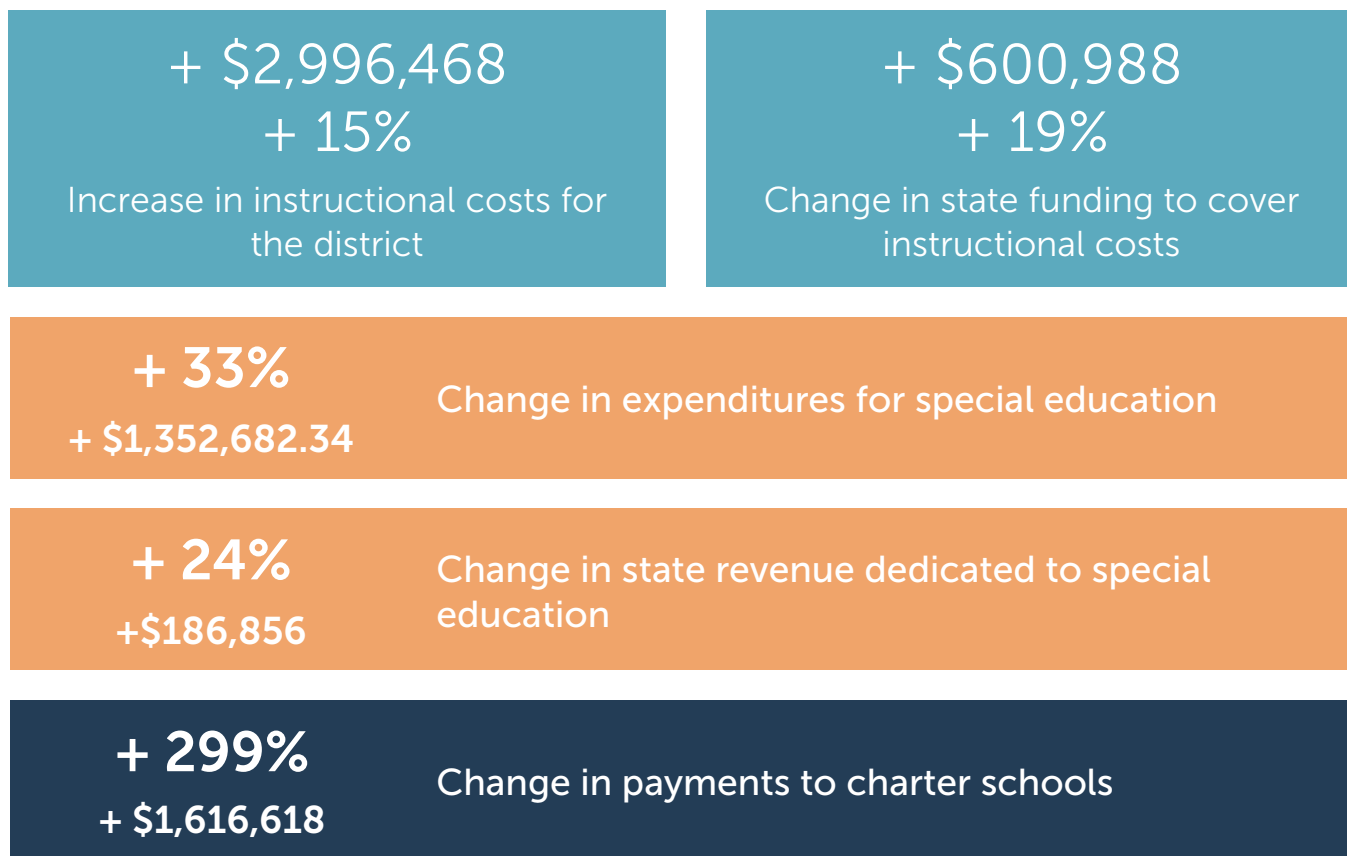 + $2,996,468
+ 15%
Increase in instructional costs for
the district
+ $600,988
+ 19%
Change in state funding to cover
instructional costs
+ 33%
+ $1,352,682.34
Change in expenditures for special education
+ 24%
+$186,856
Change in state revenue dedicated to special
education
+ 299%
+ $1,616,618
Change in payments to charter schools